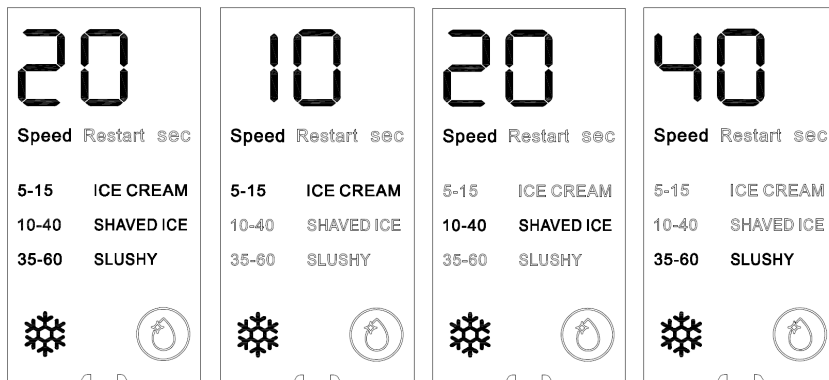 20
Speed Restart sec
5-15 ICE CREAM
10-40 SHAVED ICE
35-60 SLUSHY
10
Speed Restart sec
5-15 ICE CREAM
10-40 SHAVED ICE
35-60 SLUSHY
20
Speed Restart sec
5-15 ICE CREAM
10-40 SHAVED ICE
35-60 SLUSHY
40
Speed Restart sec
5-15 ICE CREAM
10-40 SHAVED ICE
35-60 SLUSHY